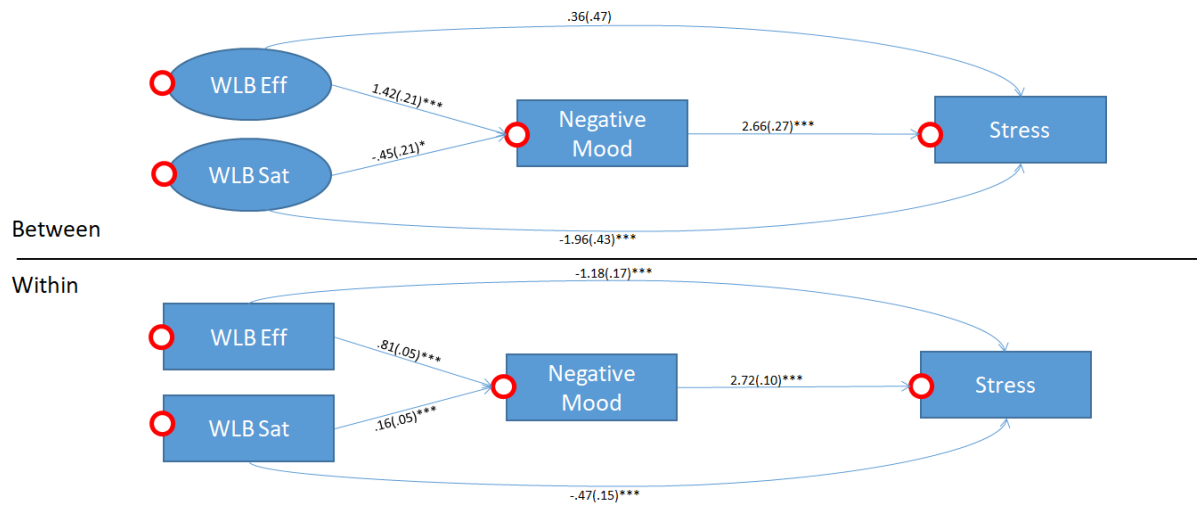 .36(.47)
WLB Eff
1.42(.21)***
Negative
Mood
2.66(.27)***
Stress
-.45(.21)*
WLB Sat
Between
-1.96(.43)***
Within
-1.18(.17)***
WLB Eff
.81(.05)***
Negative
Mood
2.72(.10)***
Stress
.16(.05)***
WLB Sat
-.47(.15)***